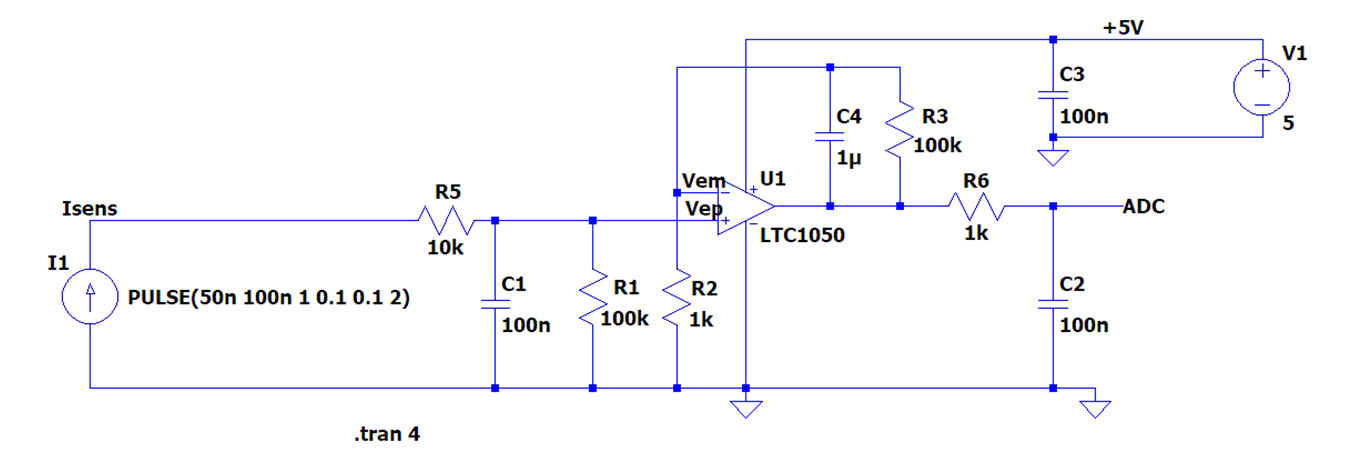 +5V
V1
C3
100n
5
C4
1µ
R3
100k
Vem
U1
R6
1k
ADC
Isens
R5
10k
Vep
LTC1050
I1
PULSE(50n 100n 1 0.1 0.1 2)
C1
100n
R1
100k
R2
1k
C2
100n
.tran 4